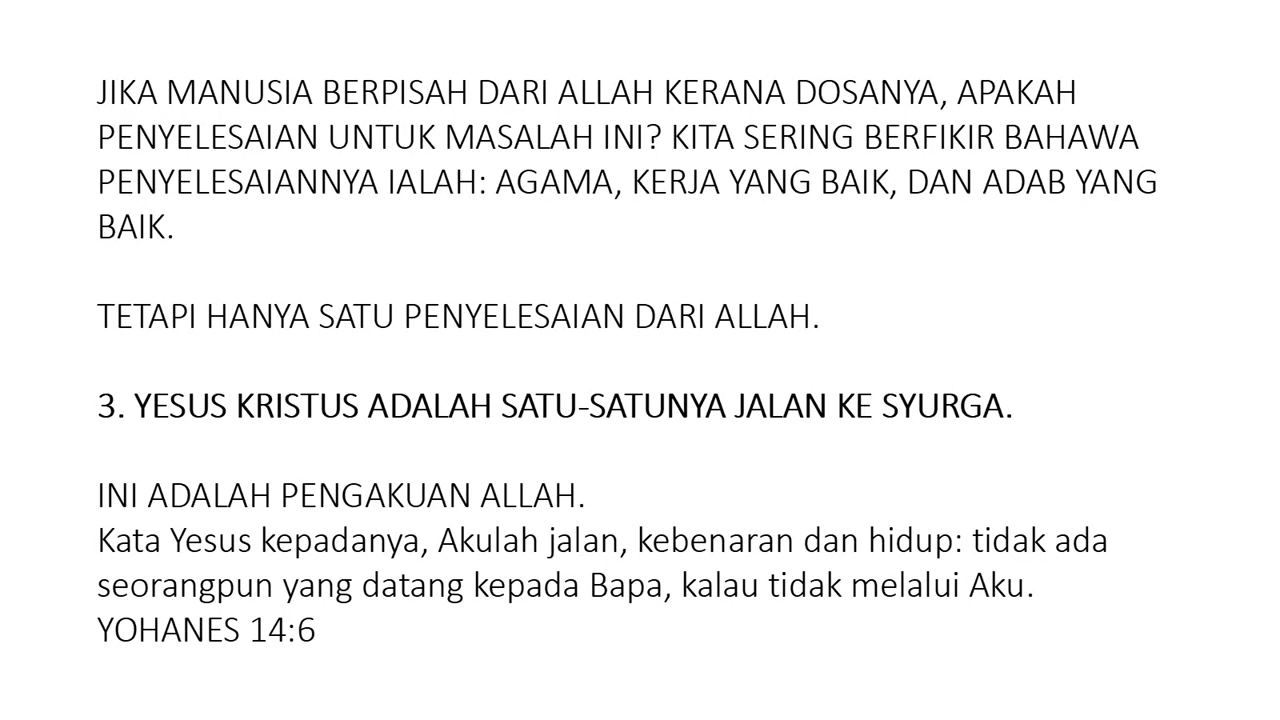 JIKA MANUSIA BERPISAH DARI ALLAH KERANA DOSANYA, APAKAH
PENYELESAIAN UNTUK MASALAH INI? KITA SERING BERFIKIR BAHAWA
PENYELESAIANNYA IALAH: AGAMA, KERJA YANG BAIK, DAN ADAB YANG
BAIK.
TETAPI HANYA SATU PENYELESAIAN DARI ALLAH.
3. YESUS KRISTUS ADALAH SATU-SATUNYA JALAN KE SYURGA.
INI ADALAH PENGAKUAN ALLAH.
Kata Yesus kepadanya, Akulah jalan, kebenaran dan hidup: tidak ada
seorangpun yang datang kepada Bapa, kalau tidak melalui Aku.
YOHANES 14:6